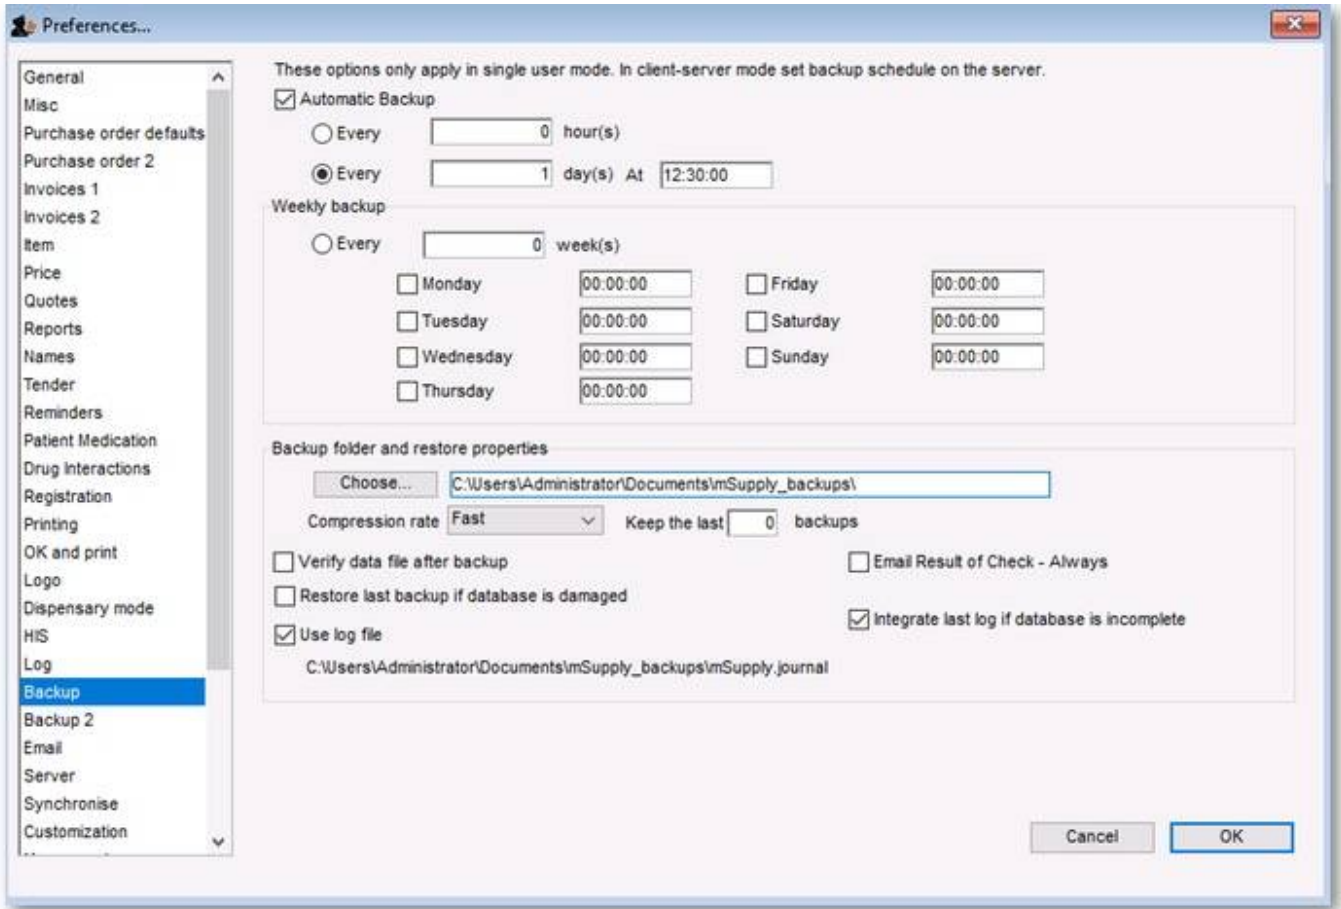 Preferences...
General
Misc
Purchase order defaults
Purchase order 2
Invoices 1
Invoices 2
Item
Price
Quotes
Reports
Names
Tender
Reminders
Patient Medication
Drug Interactions
Registration
Printing
OK and print
Logo
Dispensary mode
HIS
Log
Backup
Backup 2
Email
Server
Synchronise
Customization
These options only apply in single user mode. In client-server mode set backup schedule on the server.
Automatic Backup
Every 0 hour(s)
Every 1 day(s) At 12:30:00
Weekly backup
Every 0 week(s)
Monday 00:00:00 Friday 00:00:00
Tuesday 00:00:00 Saturday 00:00:00
Wednesday 00:00:00 Sunday 00:00:00
Thursday 00:00:00
Backup folder and restore properties
Choose... C:\Users\Administrator\Documents\mSupply_backups\
Compression rate Fast Keep the last 0 backups
Verify data file after backup Email Result of Check - Always
Restore last backup if database is damaged
Integrate last log if database is incomplete
Use log file
C:\Users\Administrator\Documents\mSupply_backups\mSupply.journal
Cancel OK